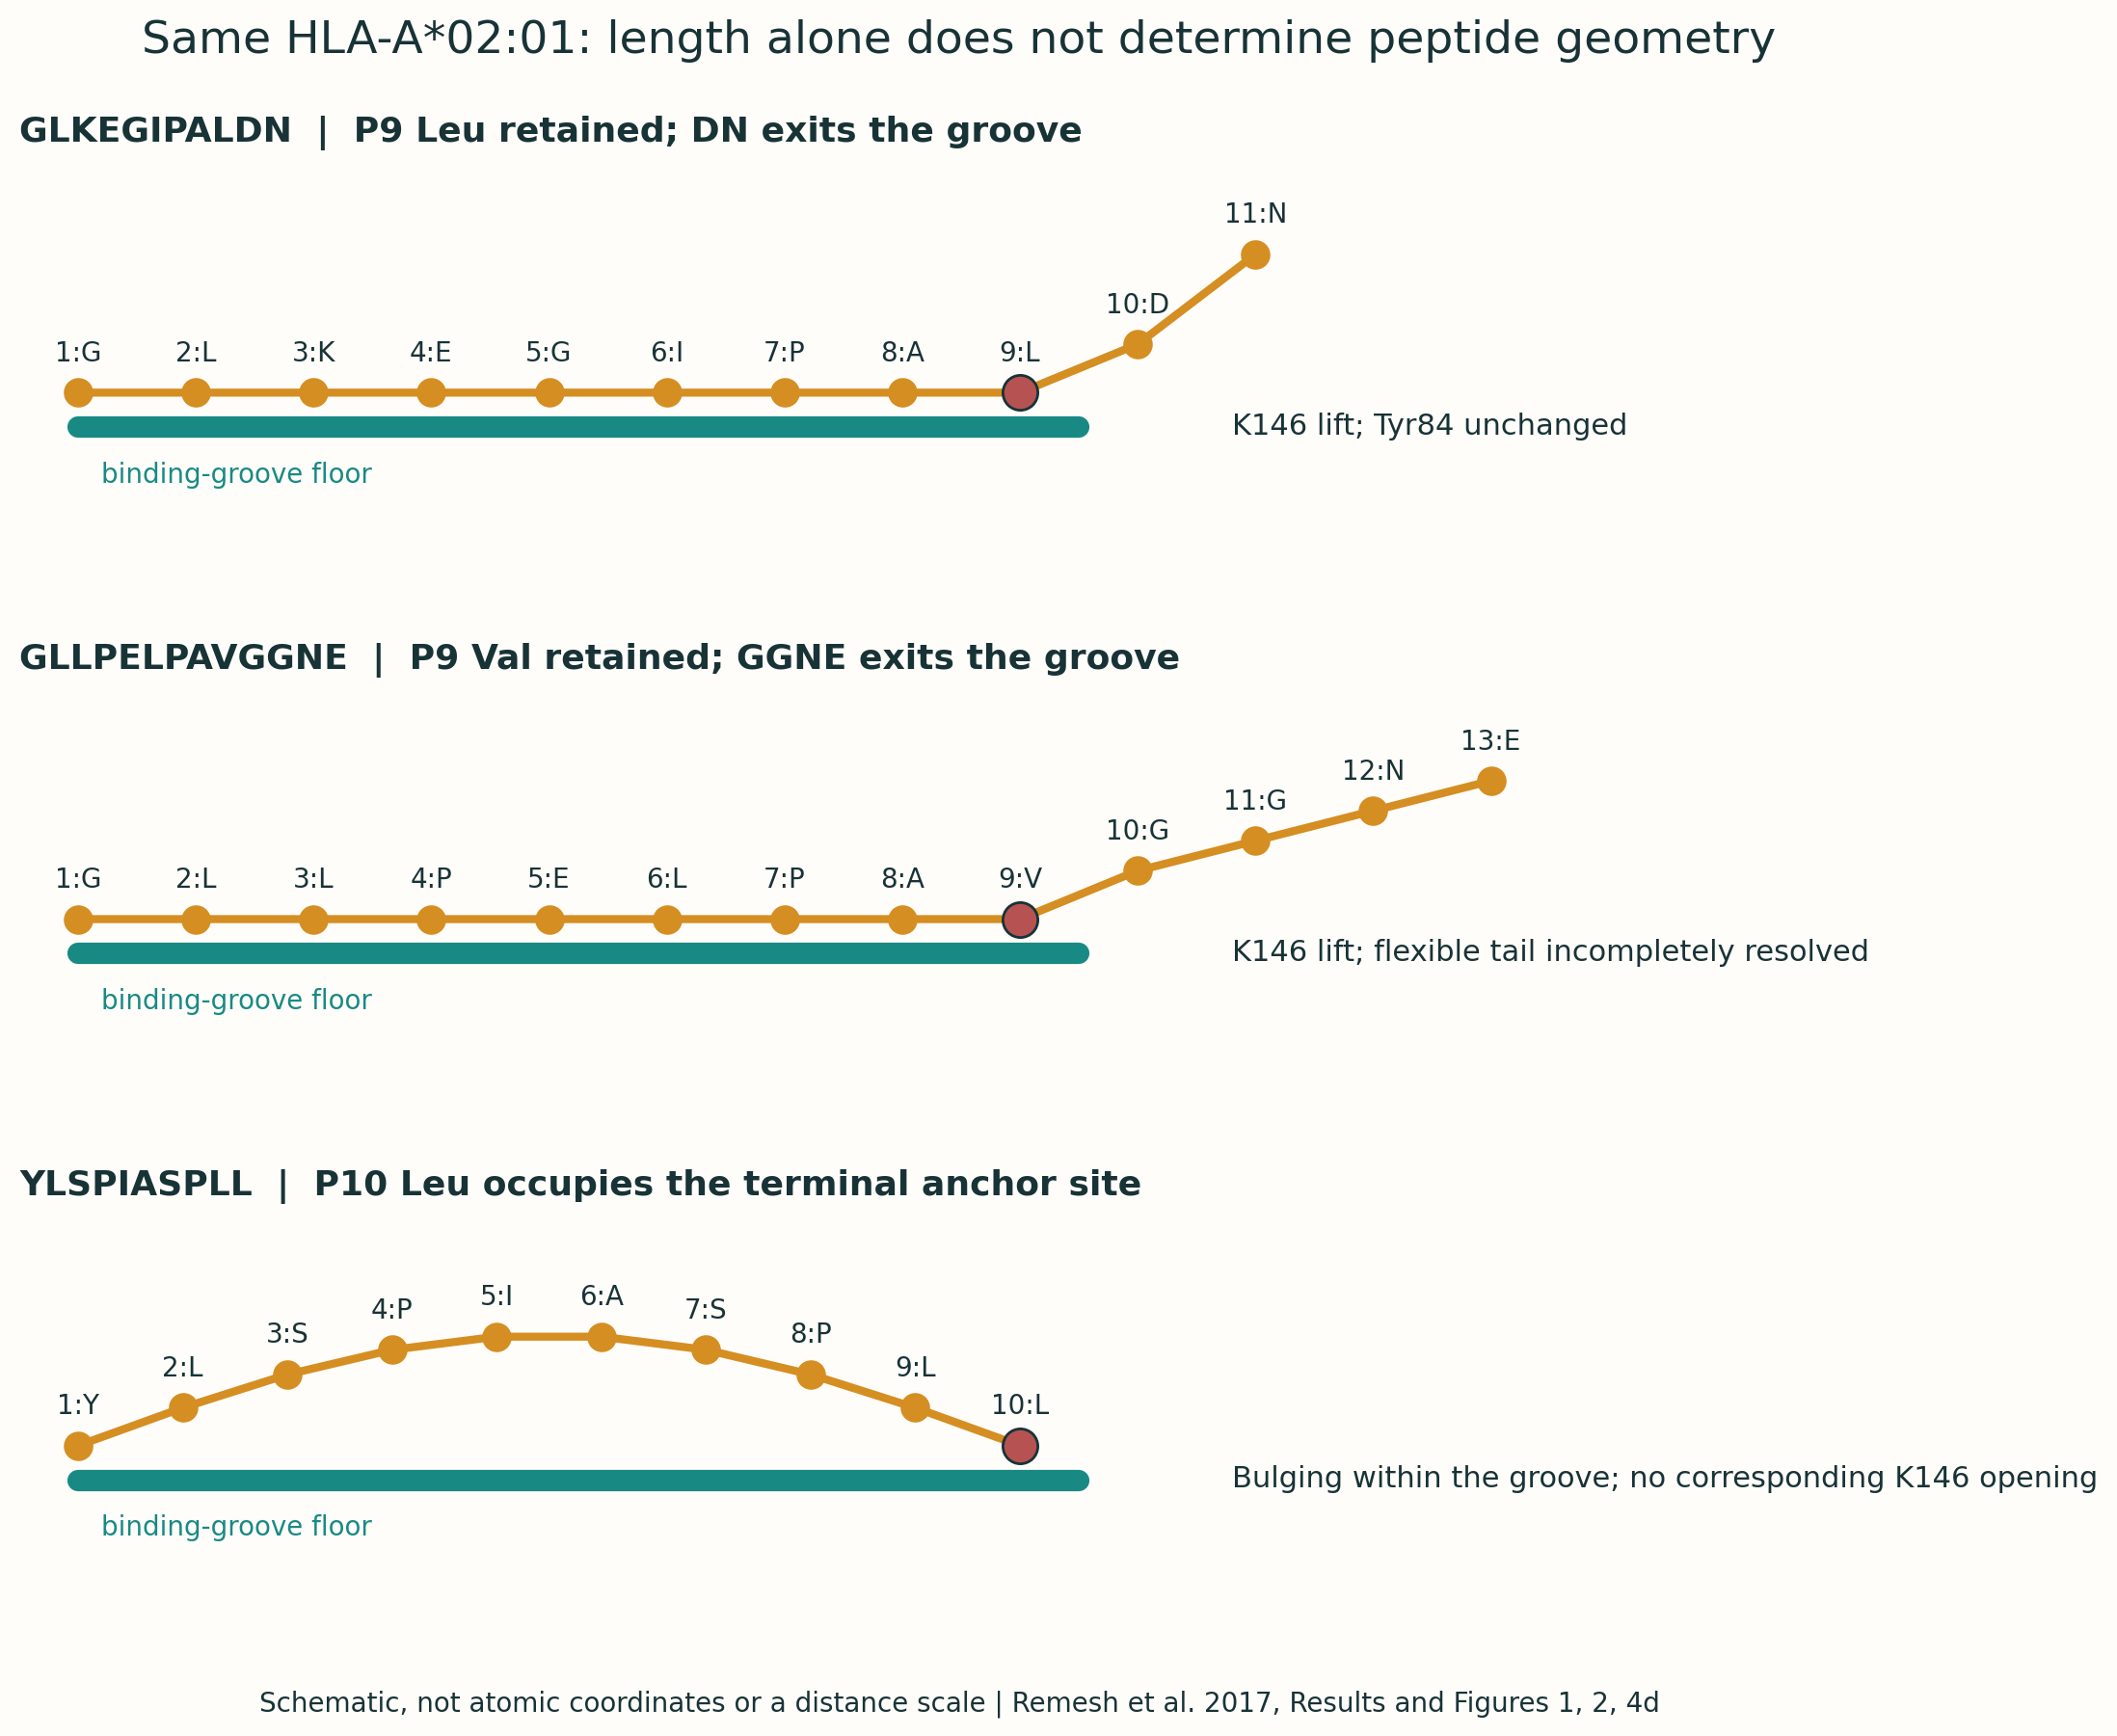 Same HLA-A*02:01: length alone does not determine peptide geometry
GLKEGIPALDN | P9 Leu retained; DN exits the groove
11:N
10:D
1:G 2:L 3:K 4:E 5:G 6:I 7:P 8:A 9:L
K146 lift; Tyr84 unchanged
binding-groove floor
GLLPELPAVGGNE | P9 Val retained; GGNE exits the groove
13:E
12:N
11:G
10:G
1:G 2:L 3:L 4:P 5:E 6:L 7:P 8:A 9:V
K146 lift; flexible tail incompletely resolved
binding-groove floor
YLSPIASPLL | P10 Leu occupies the terminal anchor site
1:Y 2:L 3:S 4:P 5:I 6:A 7:S 8:P 9:L 10:L
Bulging within the groove; no corresponding K146 opening
binding-groove floor
Schematic, not atomic coordinates or a distance scale | Remesh et al. 2017, Results and Figures 1, 2, 4d